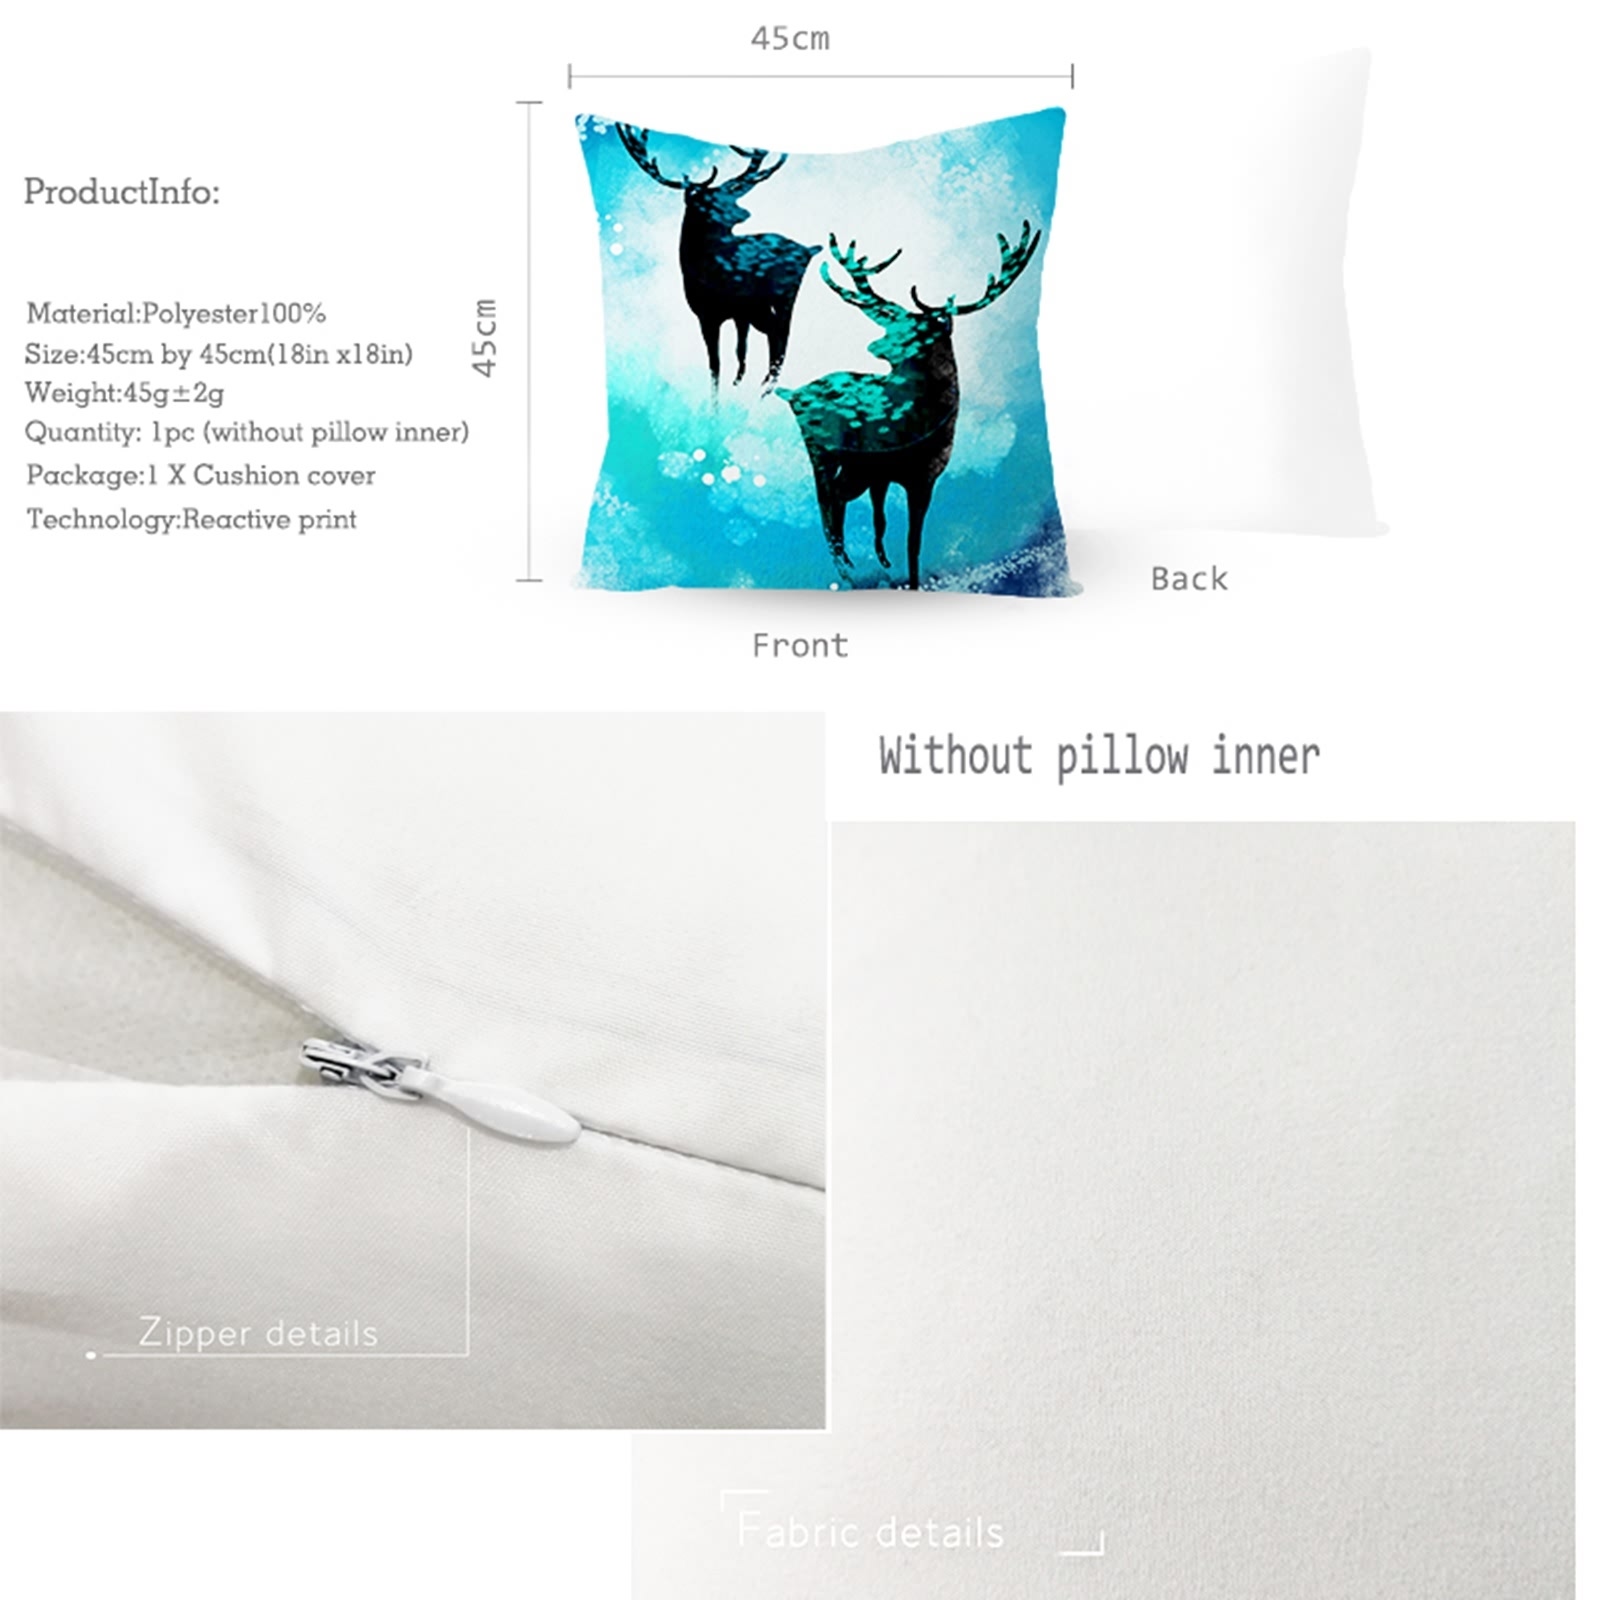 45cm
ProductInfo:
45cm
Material:Polyester100%
Size:45cm by 45cm(18in x18in)
Weight:45g±2g
Quantity: 1pc (without pillow inner)
Package:1 X Cushion cover
Technology:Reactive print
Back
Front
Without pillow inner
Zipper details
Fabric details